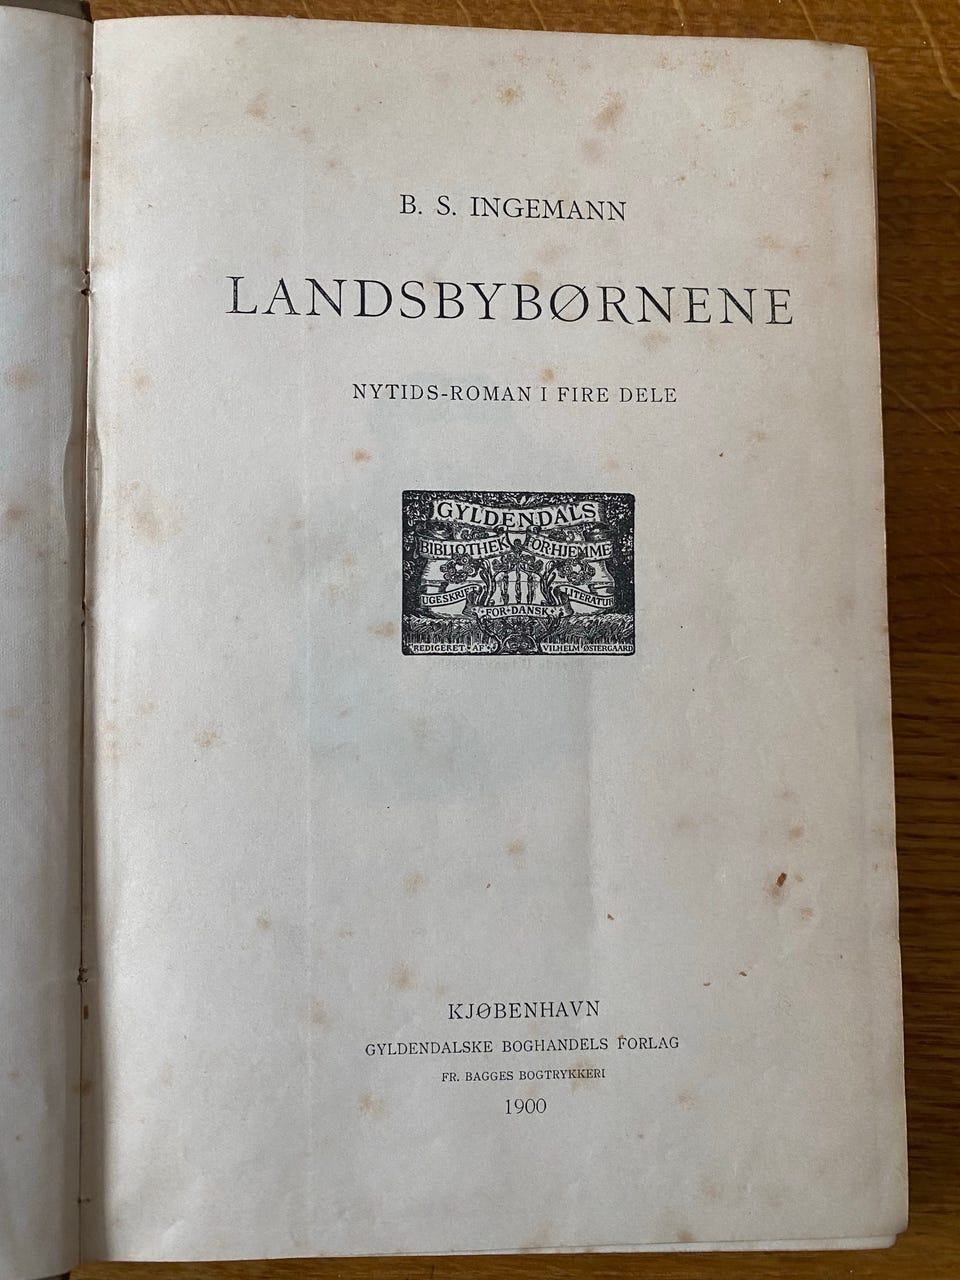 B. S. INGEMANN
LANDSBYBØRNENE
NYTIDS-ROMAN I FIRE DELE
GYLDENDALS
BIBLIOTHEK FOR HJEMMET
UGESKRIFT LITERATUR
FOR DANSK
REDIGERET AF VILHELM ØSTERGAARD
KJØBENHAVN
GYLDENDALSKE BOGHANDELS FORLAG
FR. BAGGES BOGTRYKKERI
1900